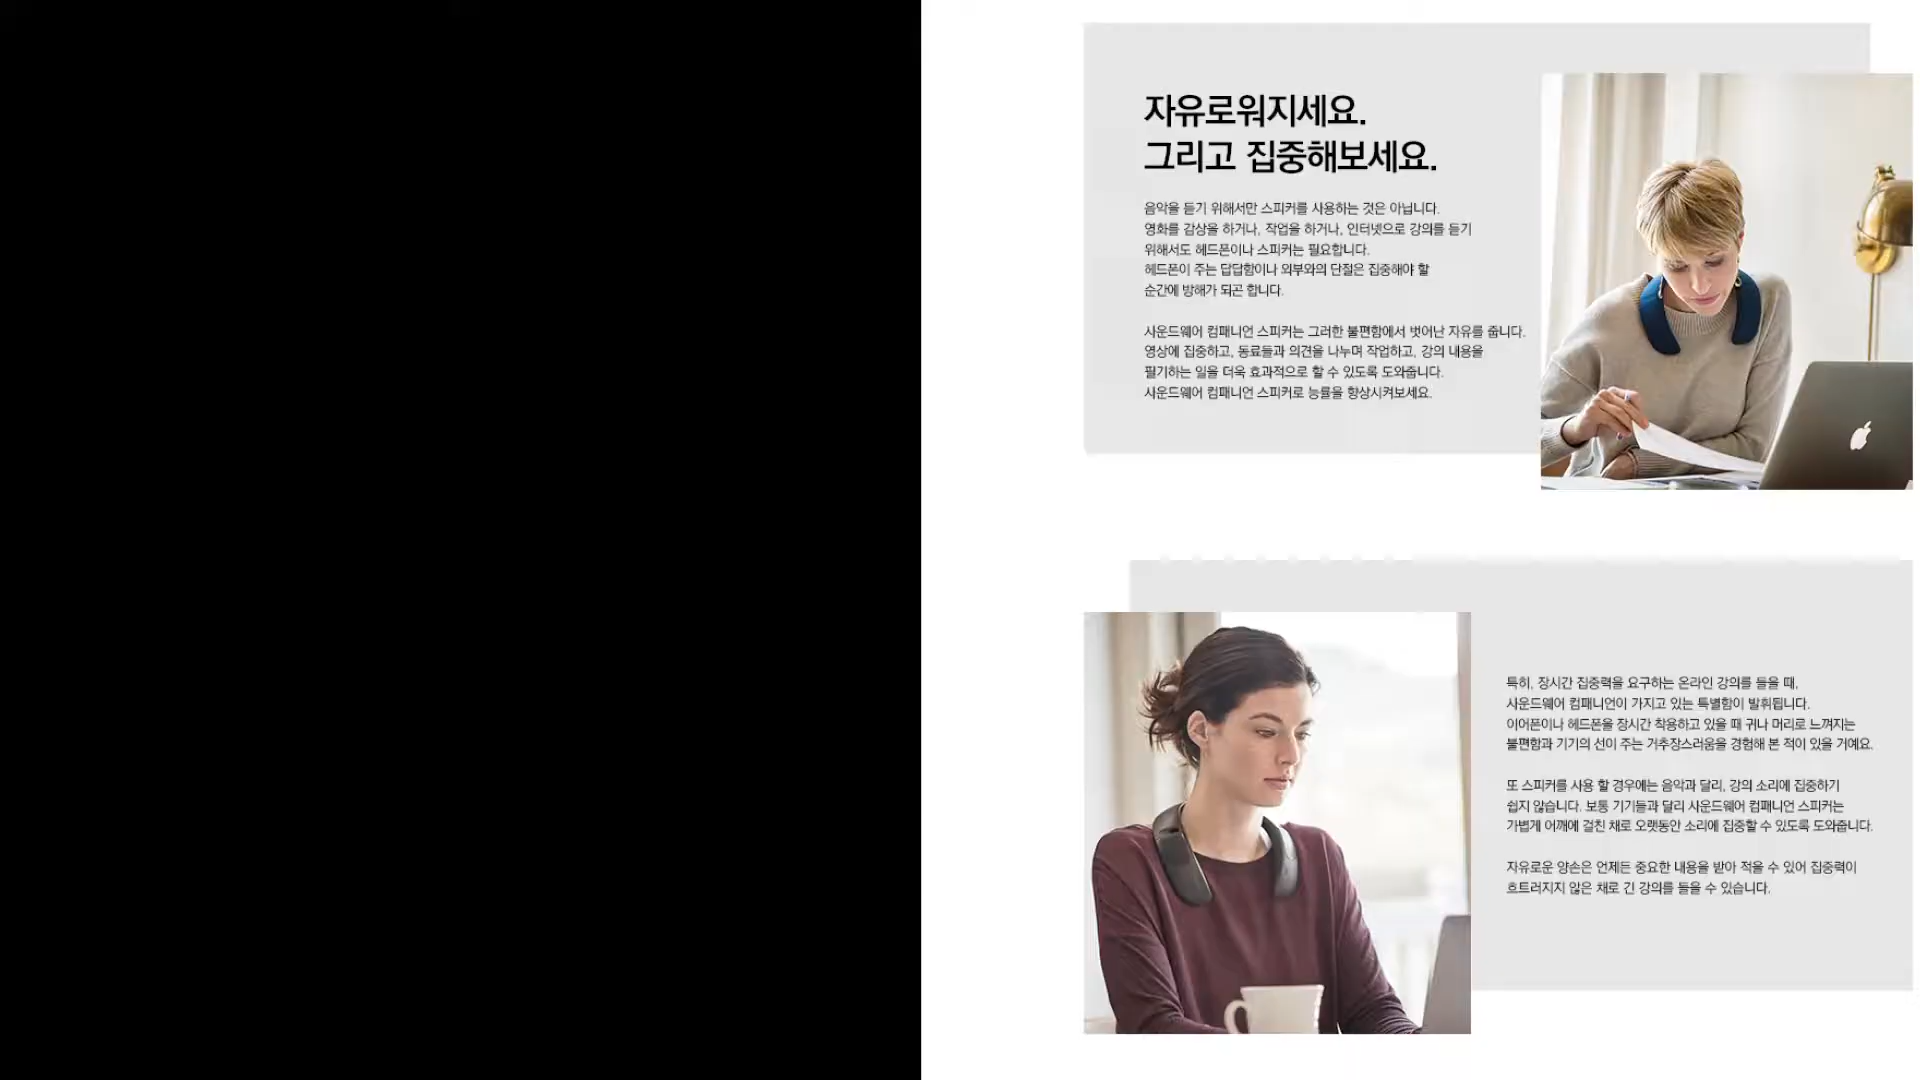 자유로워지세요.
그리고 집중해보세요.
음악을 듣기 위해서만 스피커를 사용하는 것은 아닙니다.
영화를 감상을 하거나, 작업을 하거나, 인터넷으로 강의를 듣기
위해서도 헤드폰이나 스피커는 필요합니다.
헤드폰이 주는 답답함이나 외부와의 단절은 집중해야 할
순간에 방해가 되곤 합니다.
사운드웨어 컴패니언 스피커는 그러한 불편함에서 벗어난 자유를 줍니다.
영상에 집중하고, 동료들과 의견을 나누며 작업하고, 강의 내용을
필기하는 일을 더욱 효과적으로 할 수 있도록 도와줍니다.
사운드웨어 컴패니언 스피커로 능률을 향상시켜보세요.
특히, 장시간 집중력을 요구하는 온라인 강의를 들을 때,
사운드웨어 컴패니언이 가지고 있는 특별함이 발휘됩니다.
이어폰이나 헤드폰을 장시간 착용하고 있을 때 귀나 머리로 느껴지는
불편함과 기기의 선이 주는 거추장스러움을 경험해 본 적이 있을 거예요.
또 스피커를 사용 할 경우에는 음악과 달리, 강의 소리에 집중하기
쉽지 않습니다. 보통 기기들과 달리 사운드웨어 컴패니언 스피커는
가볍게 어깨에 걸친 채로 오랫동안 소리에 집중할 수 있도록 도와줍니다.
자유로운 양손은 언제든 중요한 내용을 받아 적을 수 있어 집중력이
흐트러지지 않은 채로 긴 강의를 들을 수 있습니다.